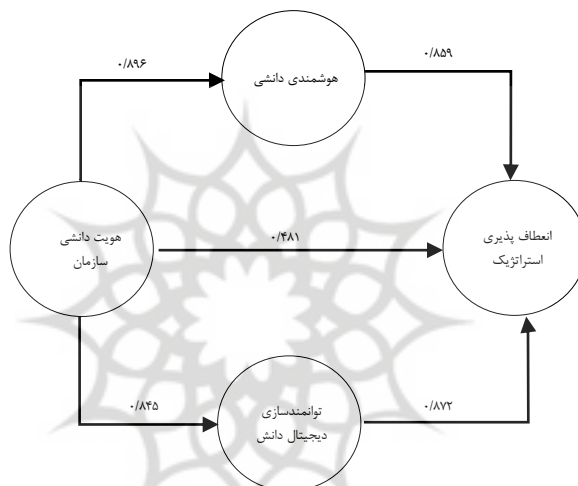 ۰/۸۹۶
هوشمندی دانشی
۰/۸۵۹
هویت دانشی
سازمان
۰/۴۸۱
انعطاف پذیری
استراتژیک
۰/۸۴۵
توانمندسازی
دیجیتال دانش
۰/۸۷۲